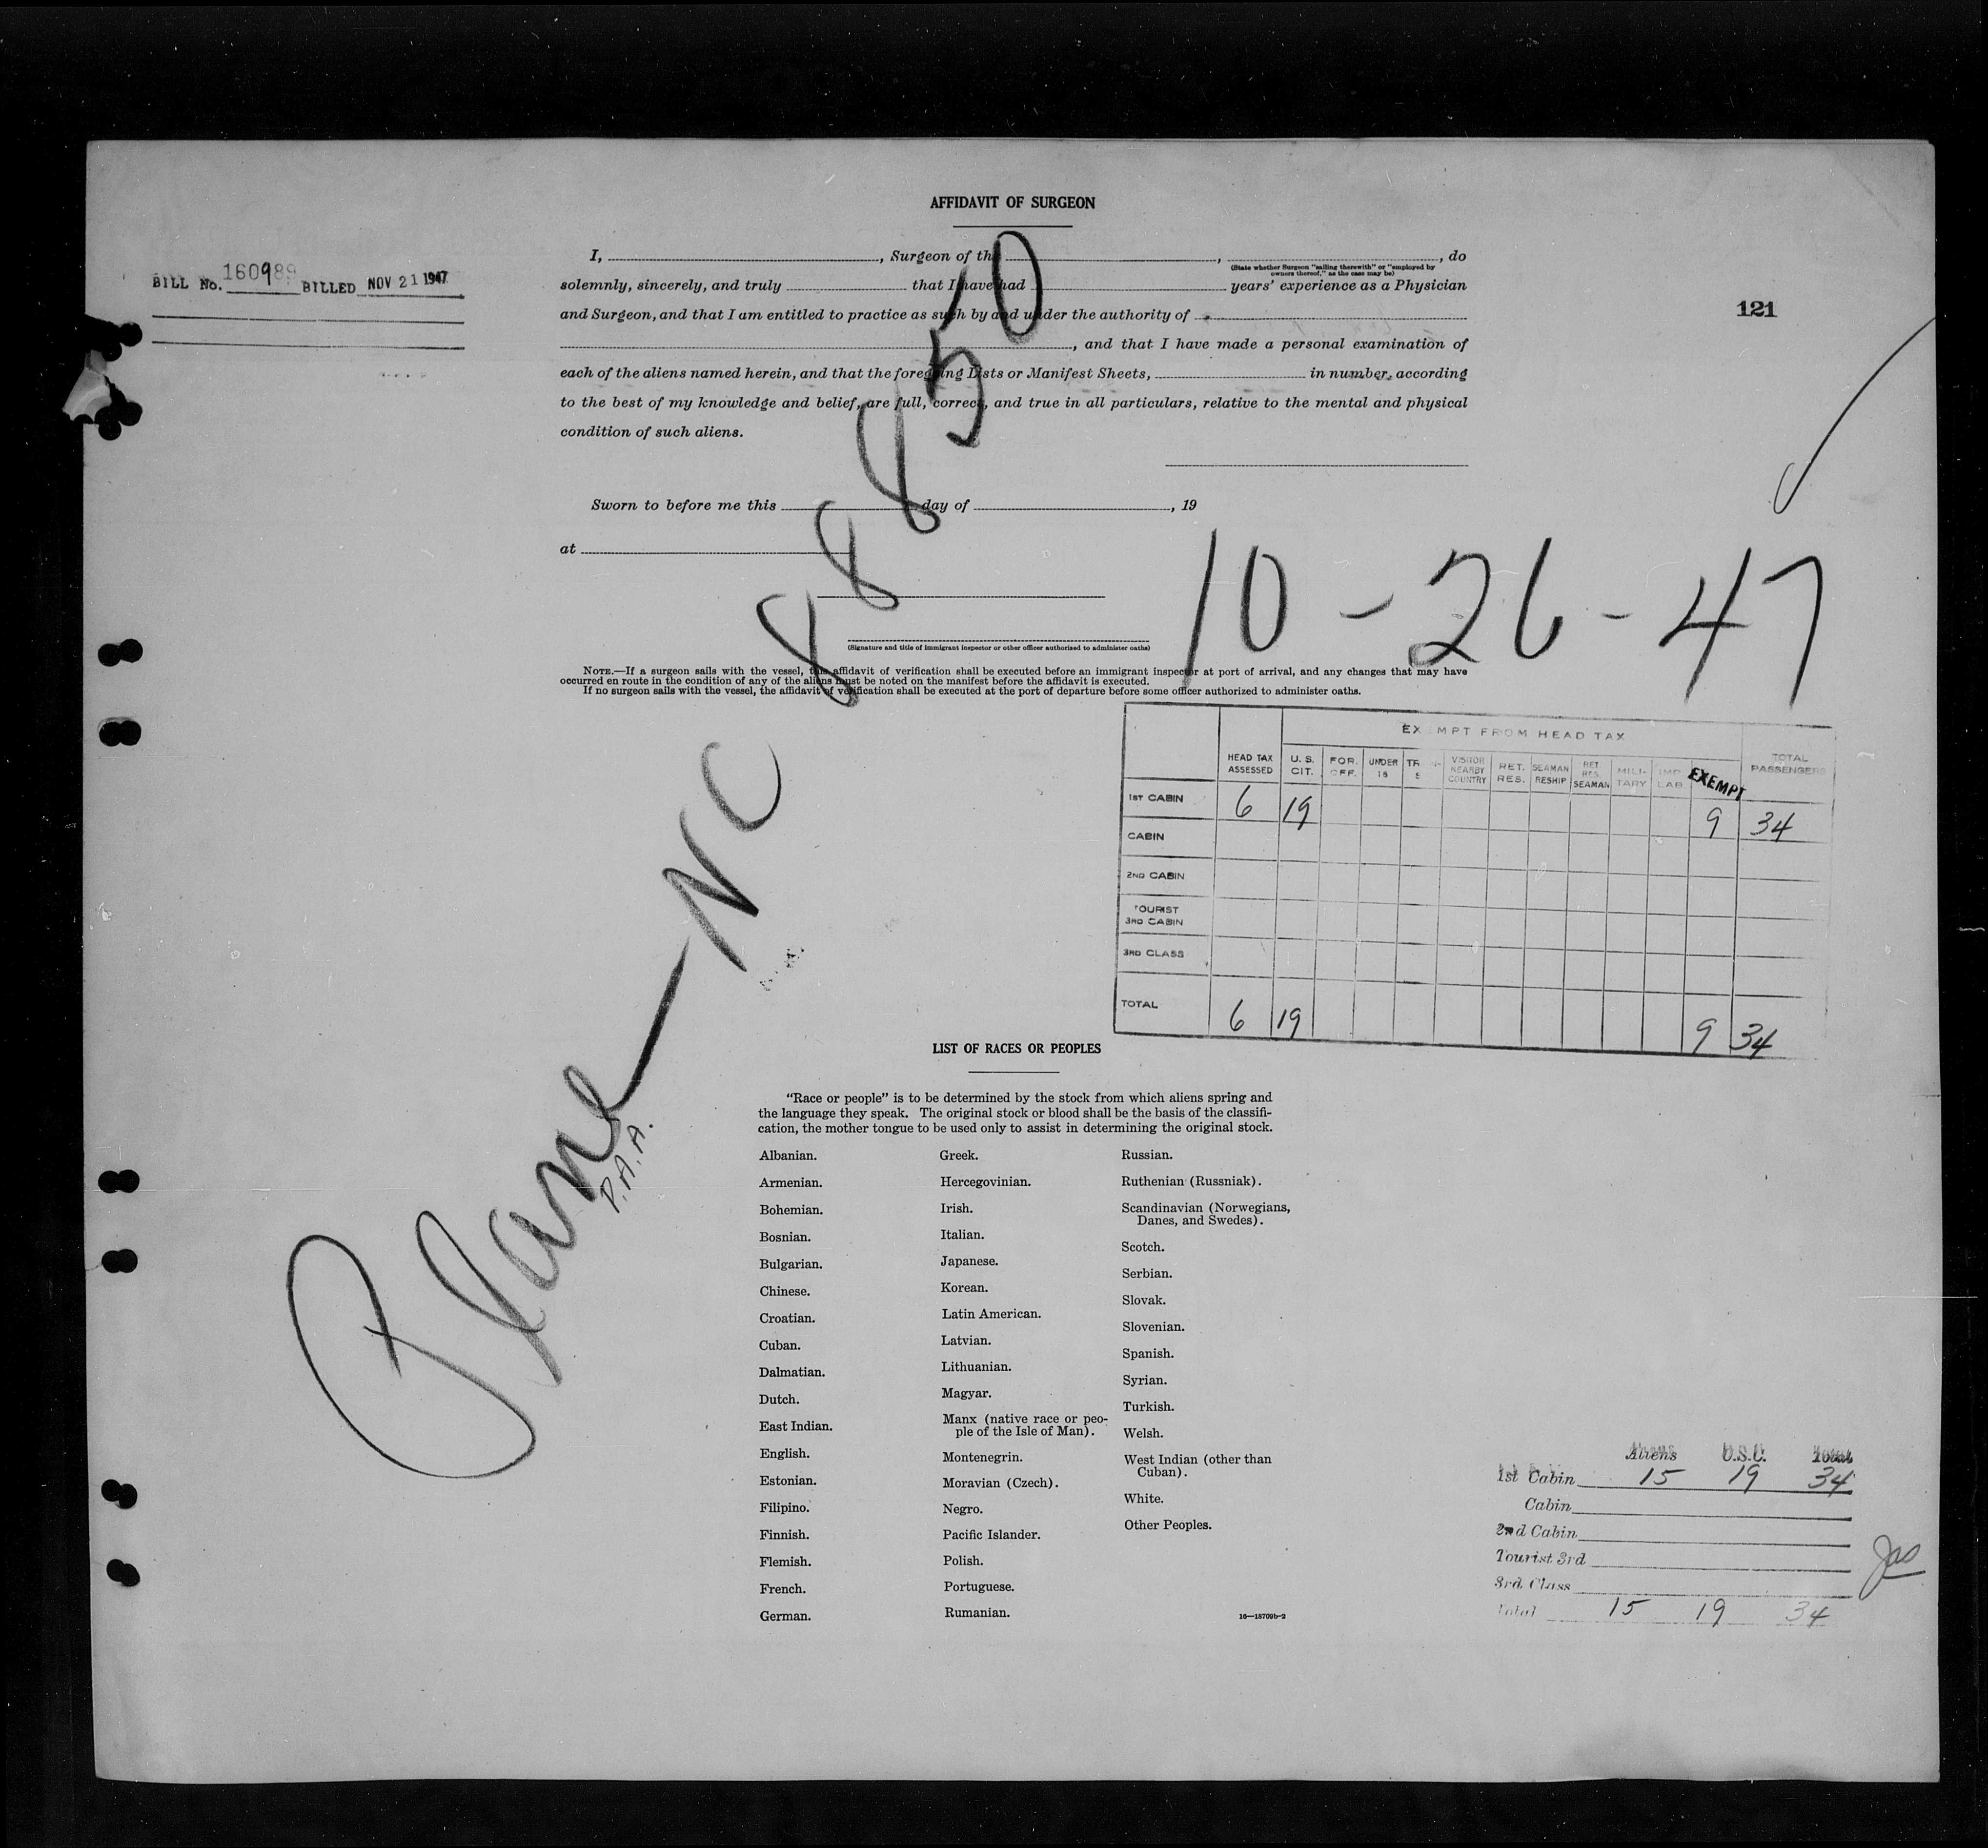 AFFIDAVIT OF SURGEON
BILL No. 160989 BILLED NOV 21 1947
121
I, , Surgeon of the , , do
(State whether Surgeon "sailing therewith" or "employed by
owners thereof," as the case may be)
solemnly, sincerely, and truly that I have had years' experience as a Physician
and Surgeon, and that I am entitled to practice as such by and under the authority of
, and that I have made a personal examination of
each of the aliens named herein, and that the foregoing Lists or Manifest Sheets, in number, according
to the best of my knowledge and belief, are full, correct, and true in all particulars, relative to the mental and physical
condition of such aliens.
Sworn to before me this day of , 19
at
(Signature and title of immigrant inspector or other officer authorized to administer oaths)
NOTE.—If a surgeon sails with the vessel, the affidavit of verification shall be executed before an immigrant inspector at port of arrival, and any changes that may have
occurred en route in the condition of any of the aliens must be noted on the manifest before the affidavit is executed.
If no surgeon sails with the vessel, the affidavit of verification shall be executed at the port of departure before some officer authorized to administer oaths.
Plane - NC 88850
P.A.A.
10 - 26 - 47
EXEMPT FROM HEAD TAX
HEAD TAX ASSESSED U. S. CIT. FOR. OFF. UNDER 16 VISITOR NEARBY COUNTRY RET. RES. SEAMAN RESHIP RET RES. SEAMAN MILI- TARY IMP LAB EXEMPT TOTAL PASSENGERS
1ST CABIN 6 19 9 34
CABIN
2ND CABIN
TOURIST
3RD CABIN
3RD CLASS
TOTAL 6 19 9 34
LIST OF RACES OR PEOPLES
"Race or people" is to be determined by the stock from which aliens spring and
the language they speak. The original stock or blood shall be the basis of the classifi-
cation, the mother tongue to be used only to assist in determining the original stock.
Albanian.
Armenian.
Bohemian.
Bosnian.
Bulgarian.
Chinese.
Croatian.
Cuban.
Dalmatian.
Dutch.
East Indian.
English.
Estonian.
Filipino.
Finnish.
Flemish.
French.
German.
Greek.
Hercegovinian.
Irish.
Italian.
Japanese.
Korean.
Latin American.
Latvian.
Lithuanian.
Magyar.
Manx (native race or peo-
ple of the Isle of Man).
Montenegrin.
Moravian (Czech).
Negro.
Pacific Islander.
Polish.
Portuguese.
Rumanian.
Russian.
Ruthenian (Russniak).
Scandinavian (Norwegians,
Danes, and Swedes).
Scotch.
Serbian.
Slovak.
Slovenian.
Spanish.
Syrian.
Turkish.
Welsh.
West Indian (other than
Cuban).
White.
Other Peoples.
16—18709b-2
Aliens U.S.C. Total
1st Cabin 15 19 34
Cabin
2nd Cabin
Tourist 3rd
3rd Class
Total 15 19 34